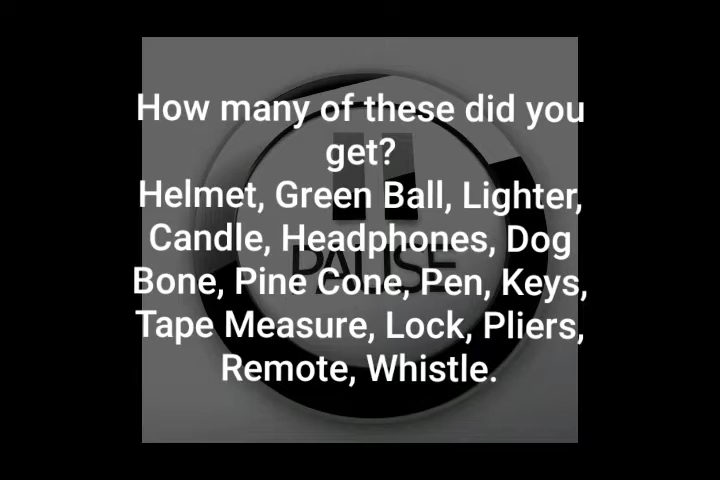 How many of these did you
get?
Helmet, Green Ball, Lighter,
Candle, Headphones, Dog
Bone, Pine Cone, Pen, Keys,
Tape Measure, Lock, Pliers,
Remote, Whistle.
PAUSE